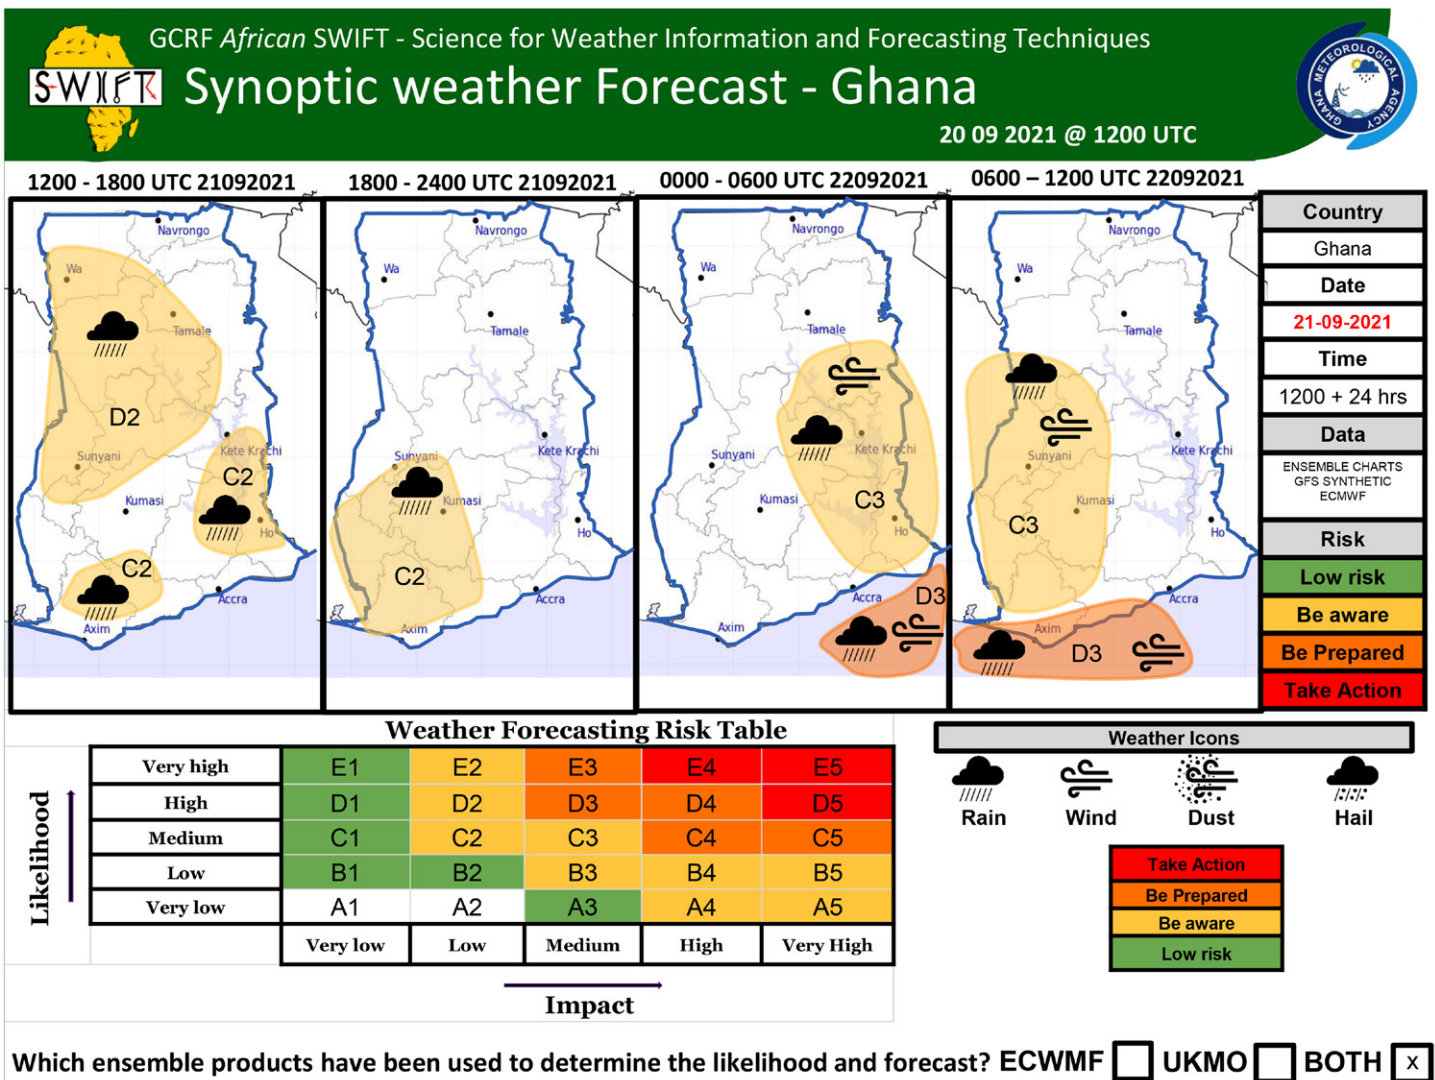 GCRF African SWIFT - Science for Weather Information and Forecasting Techniques
SWIFT
Synoptic weather Forecast - Ghana
GHANA METEOROLOGICAL AGENCY
20 09 2021 @ 1200 UTC
1200 - 1800 UTC 21092021
1800 - 2400 UTC 21092021
0000 - 0600 UTC 22092021
0600 – 1200 UTC 22092021
Navrongo
Wa
Tamale
D2
Kete Krachi
Sunyani
C2
Kumasi
Ho
C2
Accra
Axim
Navrongo
Wa
Tamale
Kete Krachi
Sunyani
Kumasi
Ho
C2
Accra
Axim
Navrongo
Wa
Tamale
Sunyani
Kumasi
C3
Ho
Accra
D3
Axim
Navrongo
Wa
Tamale
Kete Krachi
Sunyani
Kumasi
C3
Ho
Accra
Axim
D3
Country
Ghana
Date
21-09-2021
Time
1200 + 24 hrs
Data
ENSEMBLE CHARTS
GFS SYNTHETIC
ECMWF
Risk
Low risk
Be aware
Be Prepared
Take Action
Weather Forecasting Risk Table
Likelihood
Very high E1 E2 E3 E4 E5
High D1 D2 D3 D4 D5
Medium C1 C2 C3 C4 C5
Low B1 B2 B3 B4 B5
Very low A1 A2 A3 A4 A5
Very low Low Medium High Very High
Impact
Weather Icons
Rain Wind Dust Hail
Take Action
Be Prepared
Be aware
Low risk
Which ensemble products have been used to determine the likelihood and forecast? ECWMF UKMO BOTH X